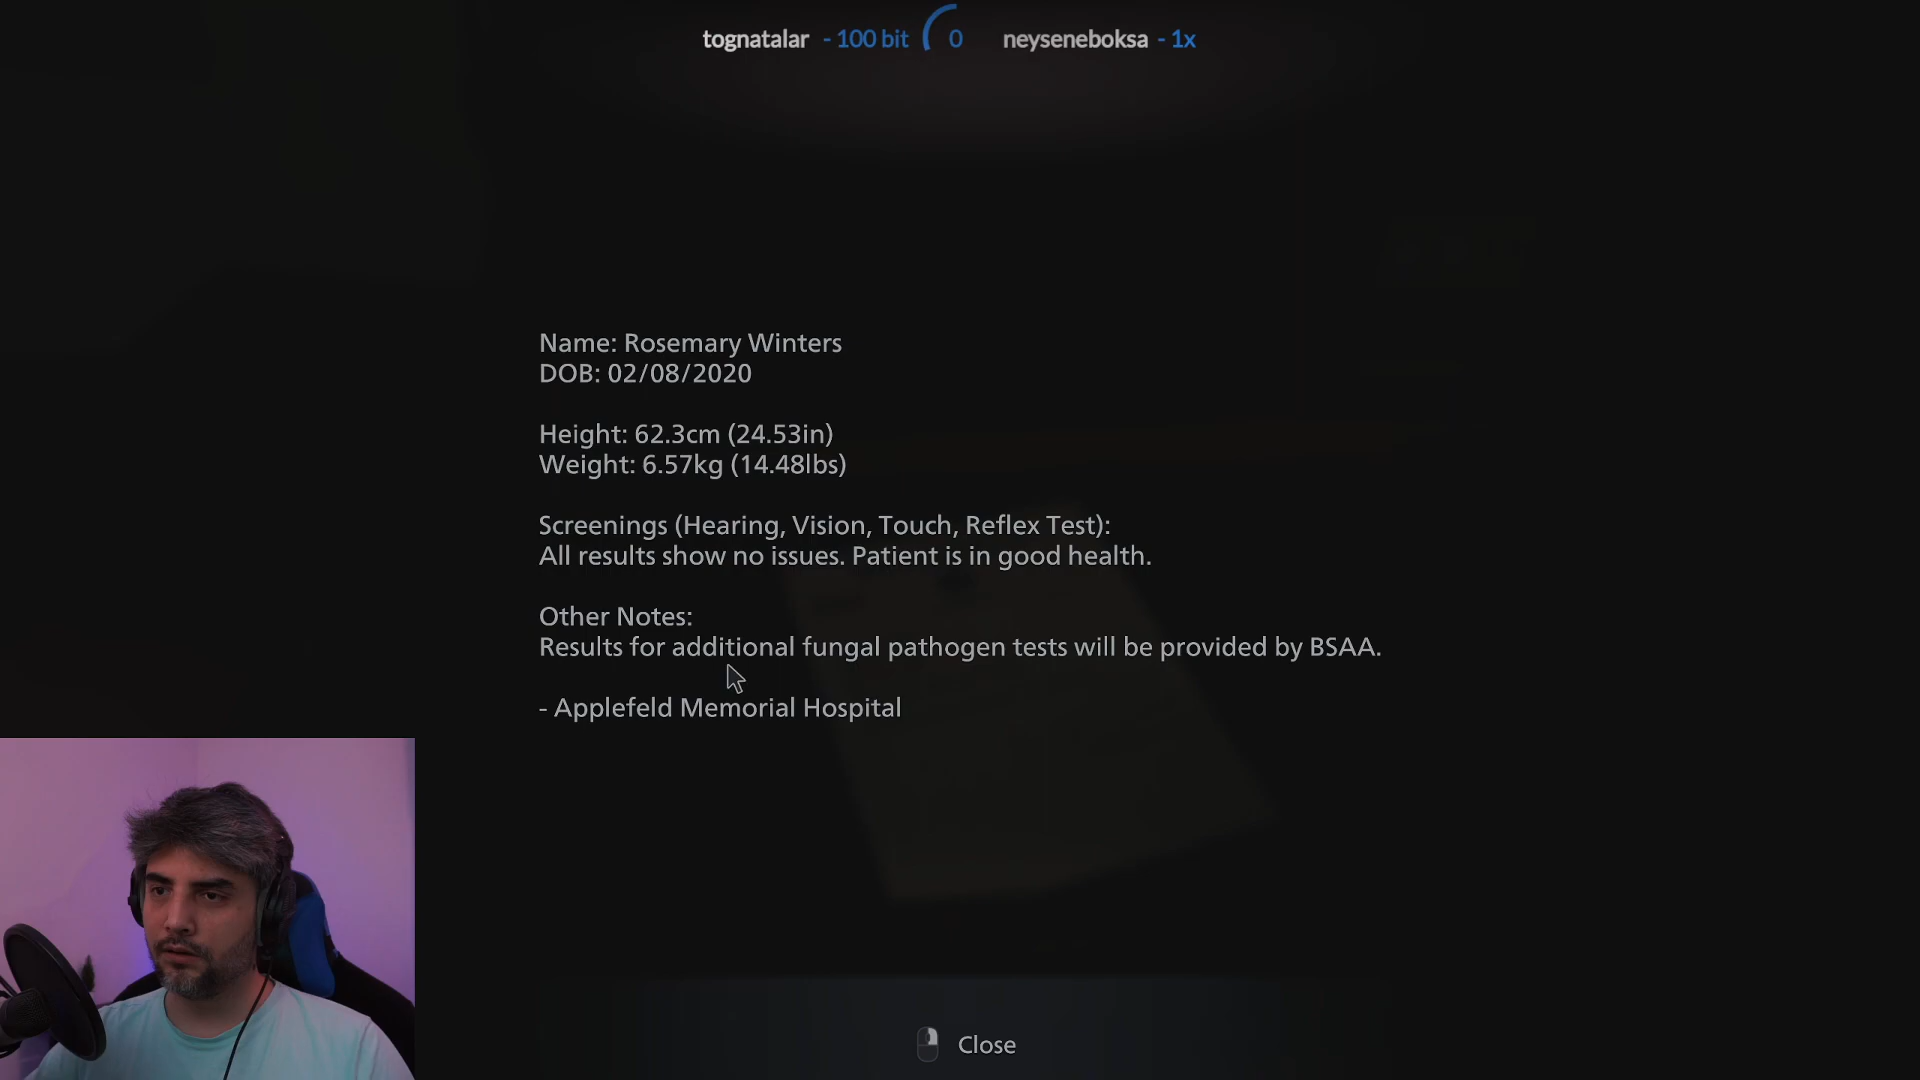 tognatalar - 100 bit 0 neyseneboksa - 1x
Name: Rosemary Winters
DOB: 02/08/2020
Height: 62.3cm (24.53in)
Weight: 6.57kg (14.48lbs)
Screenings (Hearing, Vision, Touch, Reflex Test):
All results show no issues. Patient is in good health.
Other Notes:
Results for additional fungal pathogen tests will be provided by BSAA.
- Applefeld Memorial Hospital
Close